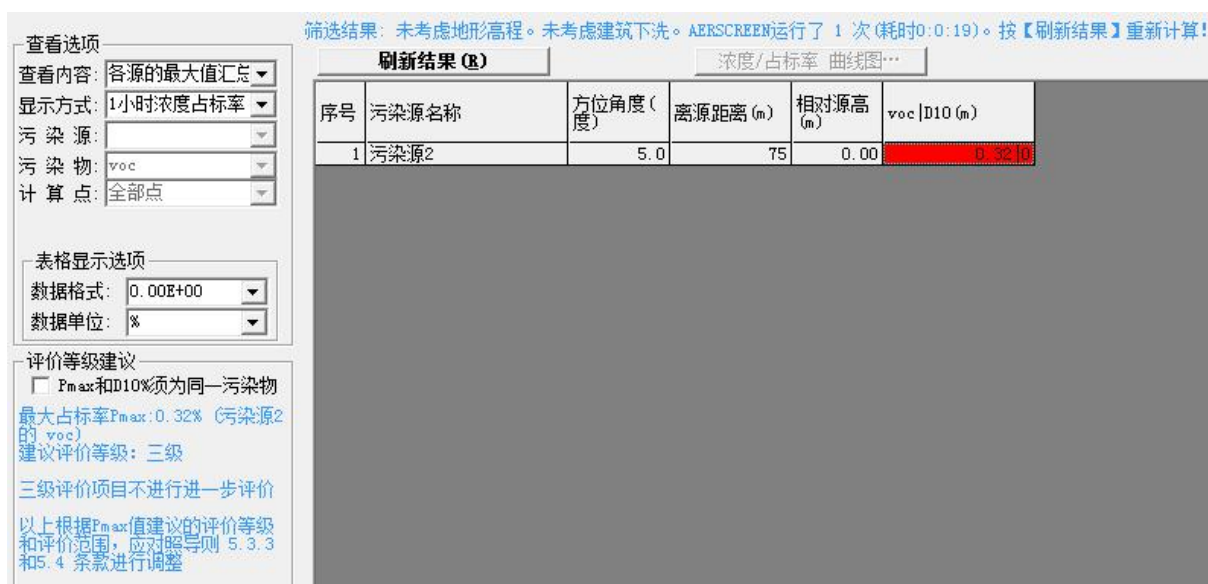 筛选结果: 未考虑地形高程。未考虑建筑下洗。AERSCREEN运行了 1 次(耗时0:0:19)。按【刷新结果】重新计算!
查看选项
查看内容: 各源的最大值汇总
显示方式: 1小时浓度占标率
污 染 源:
污 染 物: voc
计 算 点: 全部点
表格显示选项
数据格式: 0.00E+00
数据单位: %
评价等级建议
Pmax和D10%须为同一污染物
最大占标率Pmax:0.32% (污染源2
的 voc)
建议评价等级: 三级
三级评价项目不进行进一步评价
以上根据Pmax值建议的评价等级
和评价范围,应对照导则 5.3.3
和5.4 条款进行调整
刷新结果(R) 浓度/占标率 曲线图…
序号 污染源名称 方位角度(度) 离源距离(m) 相对源高(m) voc|D10(m)
1 污染源2 5.0 75 0.00 0.32|0